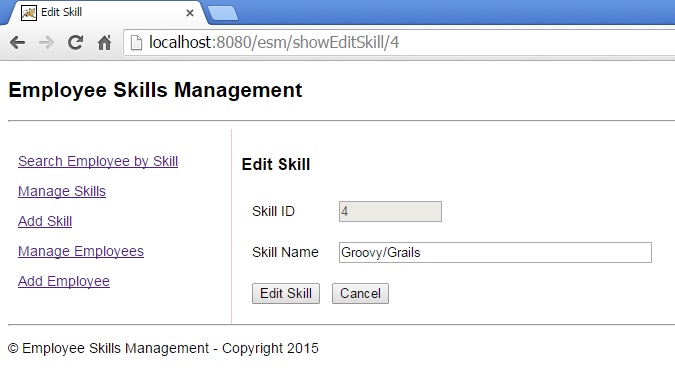 Edit Skill
localhost:8080/esm/showEditSkill/4
Employee Skills Management
Search Employee by Skill
Manage Skills
Add Skill
Manage Employees
Add Employee
Edit Skill
Skill ID 4
Skill Name Groovy/Grails
Edit Skill Cancel
© Employee Skills Management - Copyright 2015